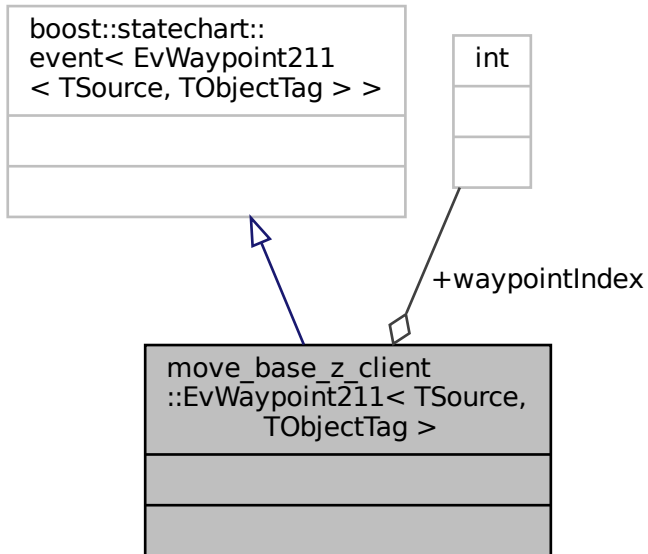 boost::statechart::
event< EvWaypoint211
< TSource, TObjectTag > >
int
+waypointIndex
move_base_z_client
::EvWaypoint211< TSource,
TObjectTag >